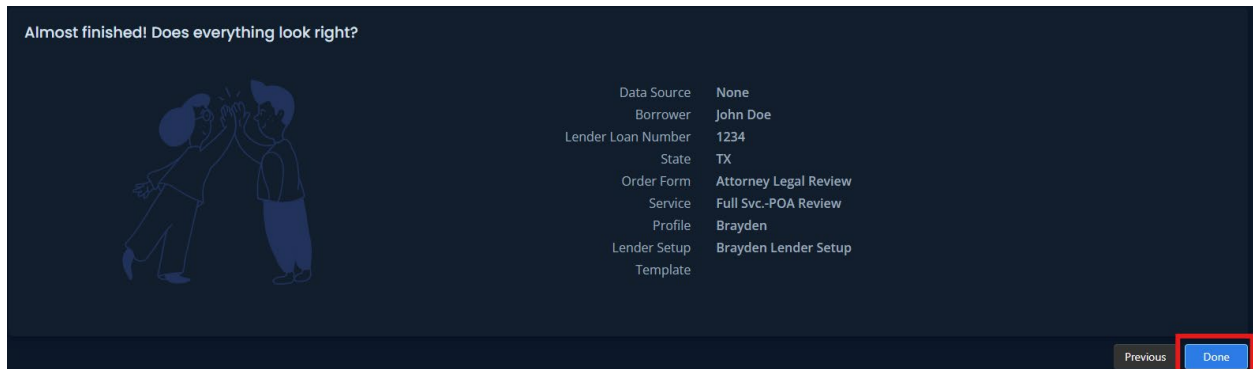 Almost finished! Does everything look right?
Data Source None
Borrower John Doe
Lender Loan Number 1234
State TX
Order Form Attorney Legal Review
Service Full Svc.-POA Review
Profile Brayden
Lender Setup Brayden Lender Setup
Template
Previous Done